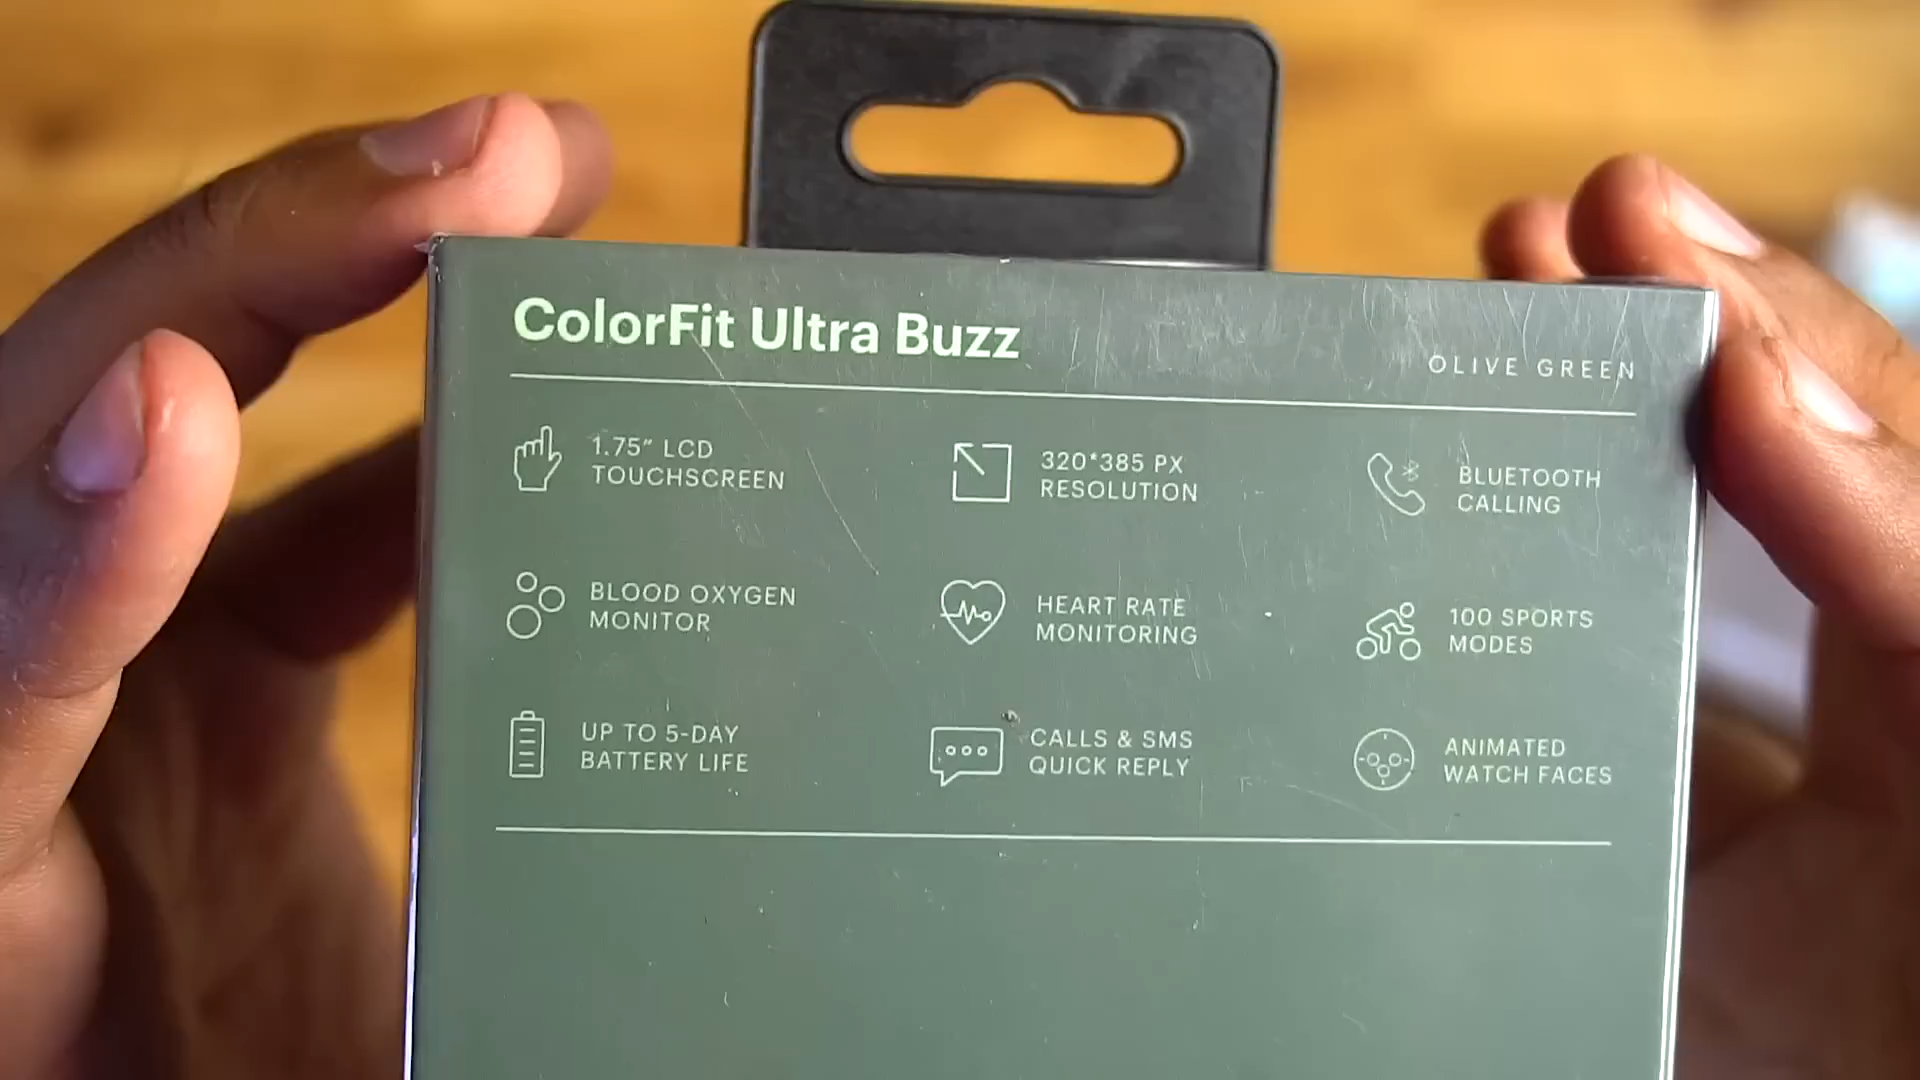 ColorFit Ultra Buzz
OLIVE GREEN
1.75” LCD
TOUCHSCREEN
320*385 PX
RESOLUTION
BLUETOOTH
CALLING
BLOOD OXYGEN
MONITOR
HEART RATE
MONITORING
100 SPORTS
MODES
UP TO 5-DAY
BATTERY LIFE
CALLS & SMS
QUICK REPLY
ANIMATED
WATCH FACES